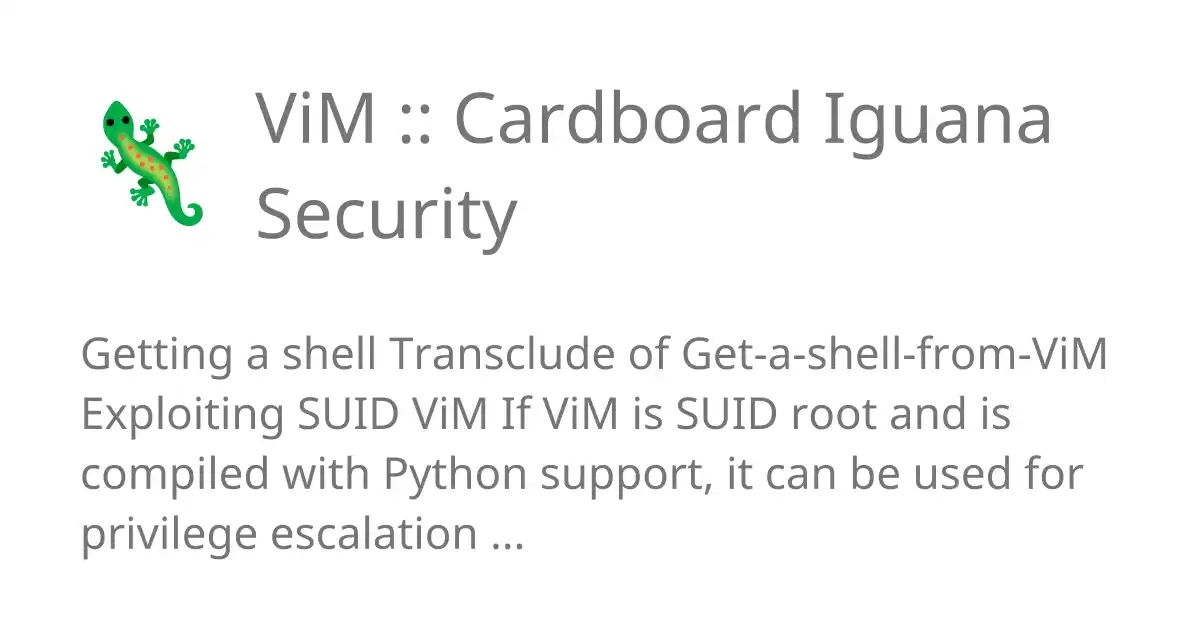 ViM :: Cardboard Iguana
Security
Getting a shell Transclude of Get-a-shell-from-ViM
Exploiting SUID ViM If ViM is SUID root and is
compiled with Python support, it can be used for
privilege escalation ...